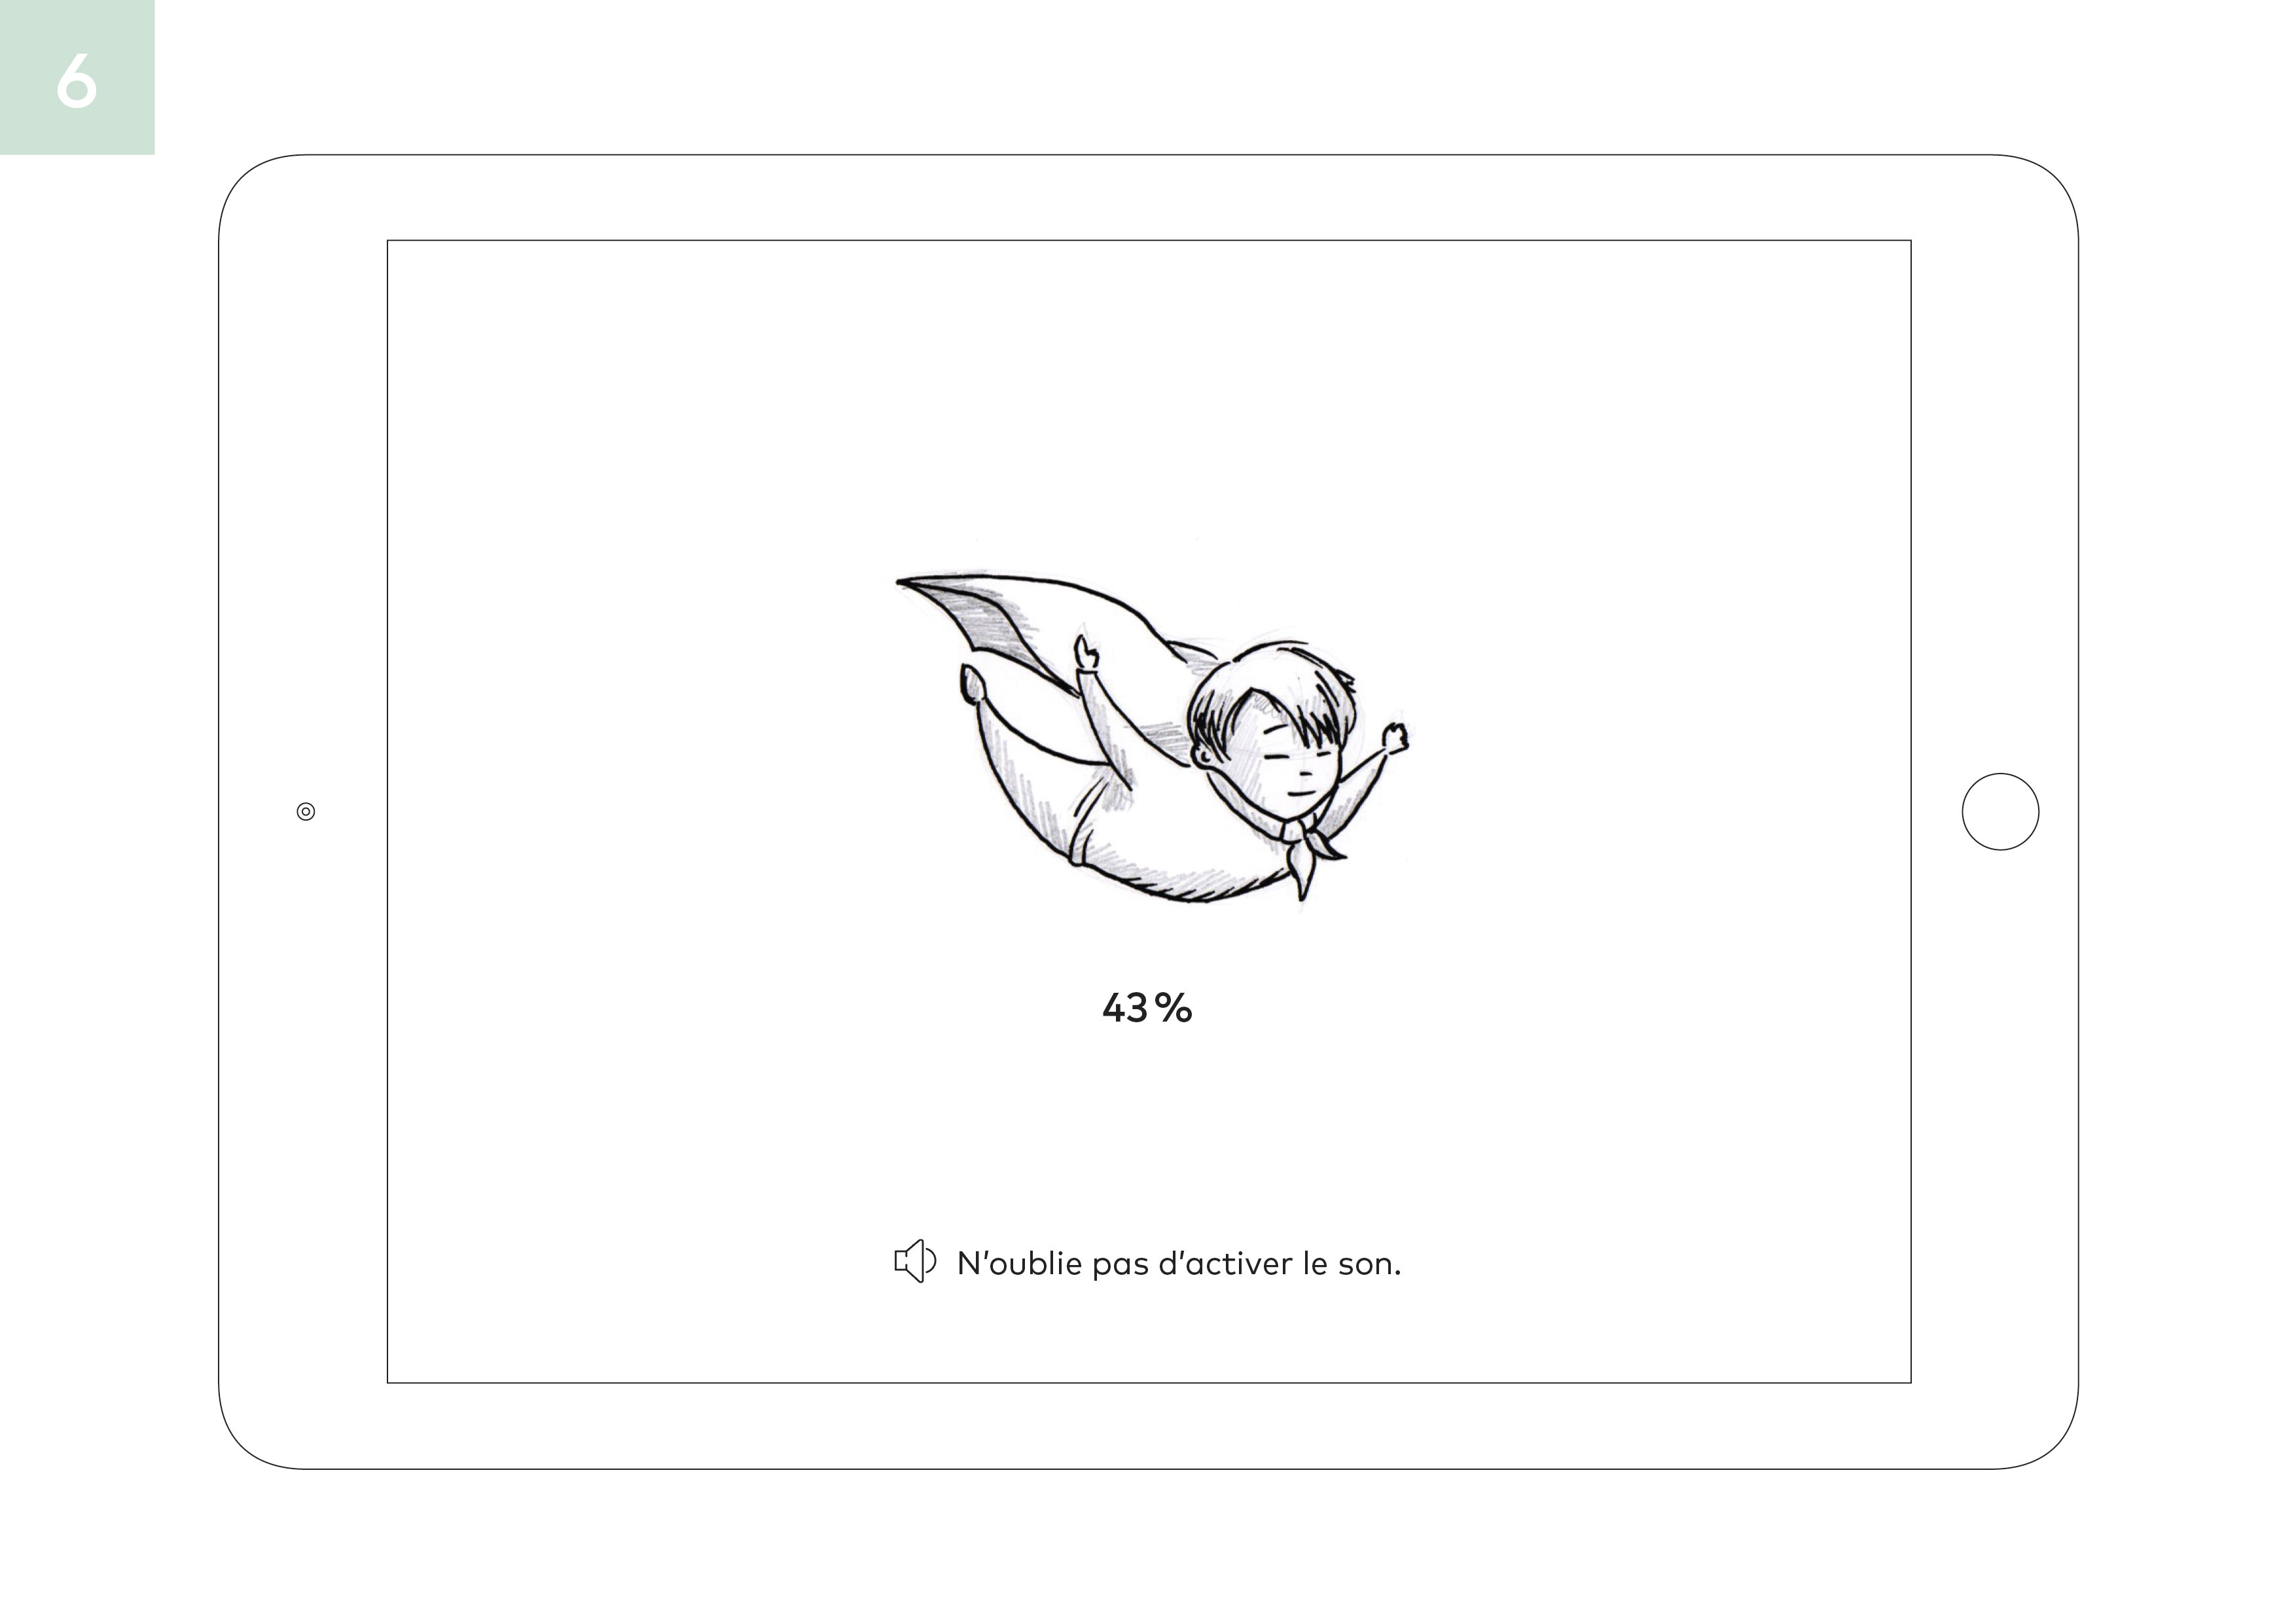 6
43 %
N’oublie pas d’activer le son.